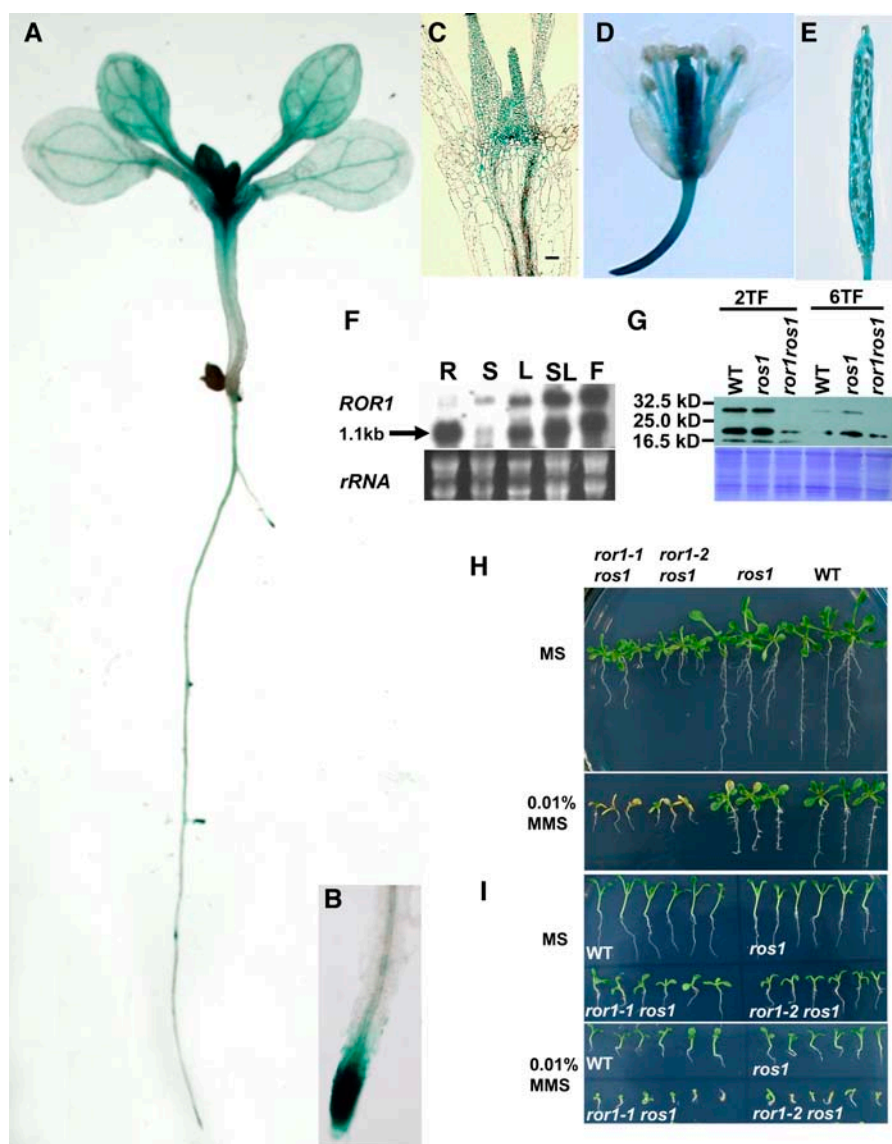 A
C
D
E
F
G
2TF 6TF
WT ros1 ror1ros1 WT ros1 ror1ros1
R S L SL F
ROR1
1.1kb
rRNA
32.5 kD
25.0 kD
16.5 kD
H
ror1-1 ror1-2
ros1 ros1 ros1 WT
MS
0.01%
MMS
B
I
MS
WT ros1
ror1-1 ros1 ror1-2 ros1
0.01%
MMS
WT ros1
ror1-1 ros1 ror1-2 ros1